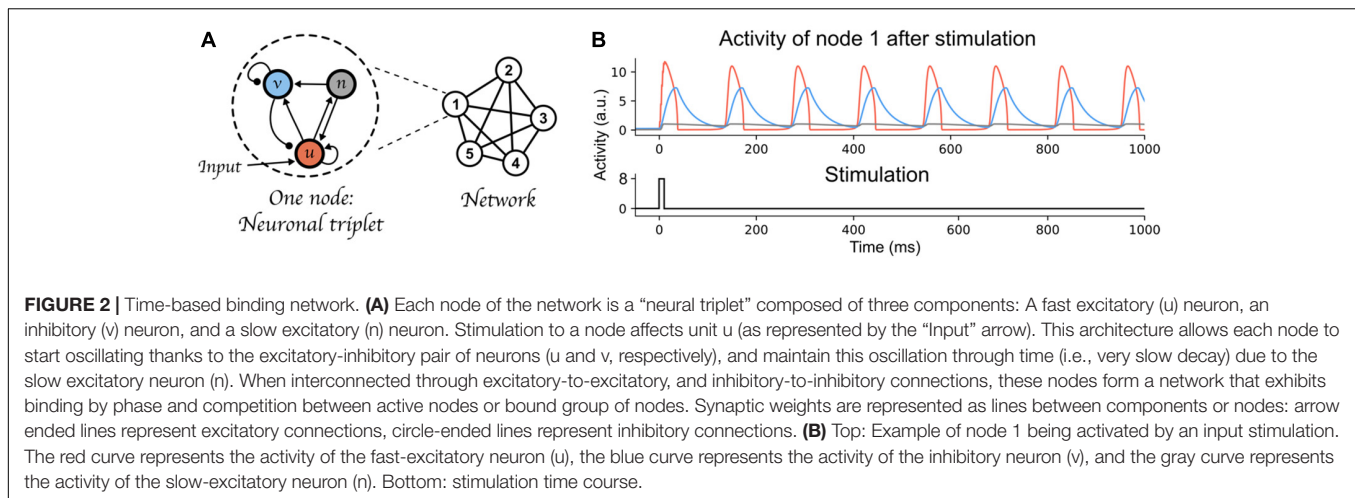 A
v
n
u
Input
One node:
Neuronal triplet
1
2
3
4
5
Network
B
Activity of node 1 after stimulation
Activity (a.u.)
10
5
0
0 200 400 600 800 1000
Stimulation
8
0
0 200 400 600 800 1000
Time (ms)
FIGURE 2 | Time-based binding network. (A) Each node of the network is a “neural triplet” composed of three components: A fast excitatory (u) neuron, an
inhibitory (v) neuron, and a slow excitatory (n) neuron. Stimulation to a node affects unit u (as represented by the “Input” arrow). This architecture allows each node to
start oscillating thanks to the excitatory-inhibitory pair of neurons (u and v, respectively), and maintain this oscillation through time (i.e., very slow decay) due to the
slow excitatory neuron (n). When interconnected through excitatory-to-excitatory, and inhibitory-to-inhibitory connections, these nodes form a network that exhibits
binding by phase and competition between active nodes or bound group of nodes. Synaptic weights are represented as lines between components or nodes: arrow
ended lines represent excitatory connections, circle-ended lines represent inhibitory connections. (B) Top: Example of node 1 being activated by an input stimulation.
The red curve represents the activity of the fast-excitatory neuron (u), the blue curve represents the activity of the inhibitory neuron (v), and the gray curve represents
the activity of the slow-excitatory neuron (n). Bottom: stimulation time course.